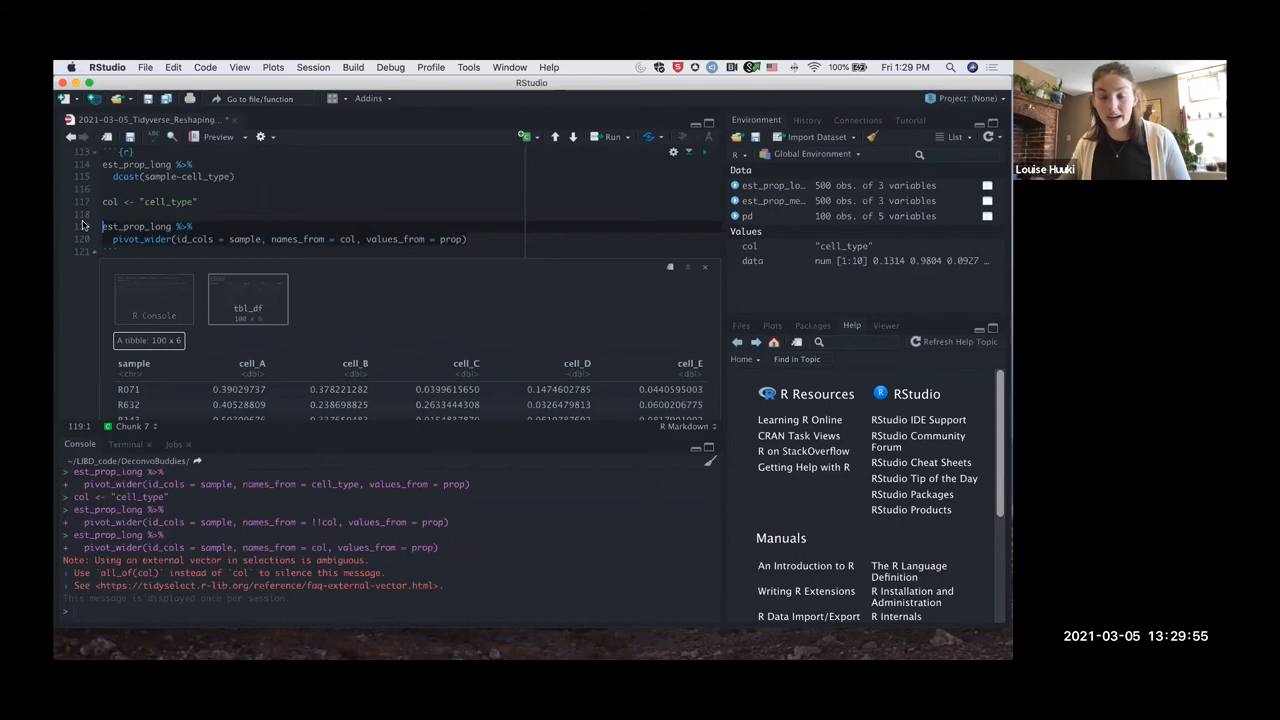 RStudio File Edit Code View Plots Session Build Debug Profile Tools Window Help 100% Fri 1:29 PM
RStudio
Go to file/function Addins Project: (None)
2021-03-05_Tidyverse_Reshaping...*
Preview Run
113 ```{r}
114 est_prop_long %>%
115 dcast(sample~cell_type)
116
117 col <- "cell_type"
118
est_prop_long %>%
120 pivot_wider(id_cols = sample, names_from = col, values_from = prop)
121 ```
R Console
tbl_df
100 x 6
A tibble: 100 x 6
sample cell_A cell_B cell_C cell_D cell_E
<chr> <dbl> <dbl> <dbl> <dbl> <dbl>
R071 0.39029737 0.378221282 0.0399615650 0.1474602785 0.0440595003
R632 0.40528809 0.238698825 0.2633444308 0.0326479813 0.0600206775
119:1 Chunk 7 R Markdown
Console Terminal Jobs
~/LIBD_code/DeconvoBuddies/
> est_prop_long %>%
+ pivot_wider(id_cols = sample, names_from = cell_type, values_from = prop)
> col <- "cell_type"
> est_prop_long %>%
+ pivot_wider(id_cols = sample, names_from = !!col, values_from = prop)
> est_prop_long %>%
+ pivot_wider(id_cols = sample, names_from = col, values_from = prop)
Note: Using an external vector in selections is ambiguous.
i Use `all_of(col)` instead of `col` to silence this message.
i See <https://tidyselect.r-lib.org/reference/faq-external-vector.html>.
This message is displayed once per session.
>
Environment History Connections Tutorial
Import Dataset List
R Global Environment
Data
est_prop_lo... 500 obs. of 3 variables
est_prop_me... 500 obs. of 3 variables
pd 100 obs. of 5 variables
Values
col "cell_type"
data num [1:10] 0.1314 0.9804 0.0927 ...
Files Plots Packages Help Viewer
Refresh Help Topic
Home Find in Topic
R Resources
Learning R Online
CRAN Task Views
R on StackOverflow
Getting Help with R
RStudio
RStudio IDE Support
RStudio Community
Forum
RStudio Cheat Sheets
RStudio Tip of the Day
RStudio Packages
RStudio Products
Manuals
An Introduction to R
Writing R Extensions
R Data Import/Export
The R Language
Definition
R Installation and
Administration
R Internals
Louise Huuki
2021-03-05 13:29:55